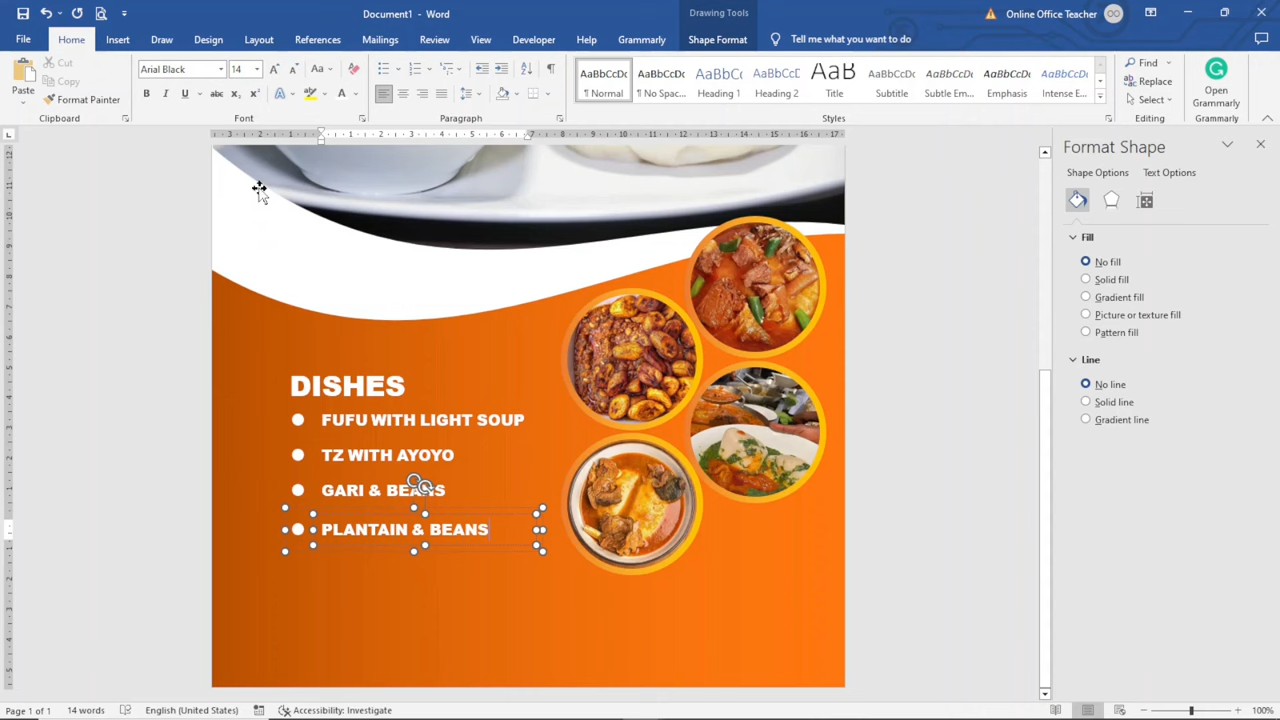 Document1 - Word
Drawing Tools
Online Office Teacher
File Home Insert Draw Design Layout References Mailings Review View Developer Help Grammarly Shape Format Tell me what you want to do
Paste
Cut
Copy
Format Painter
Clipboard
Arial Black 14
Font
Paragraph
AaBbCcDc AaBbCcDc AaBbCc AaBbCcD AaB AaBbCcD AaBbCcDc AaBbCcDc AaBbCcDc
¶ Normal ¶ No Spac... Heading 1 Heading 2 Title Subtitle Subtle Em... Emphasis Intense E...
Styles
Find
Replace
Select
Editing
Open Grammarly
Grammarly
Format Shape
Shape Options Text Options
Fill
No fill
Solid fill
Gradient fill
Picture or texture fill
Pattern fill
Line
No line
Solid line
Gradient line
DISHES
FUFU WITH LIGHT SOUP
TZ WITH AYOYO
GARI & BEANS
PLANTAIN & BEANS
Page 1 of 1 14 words English (United States) Accessibility: Investigate 100%